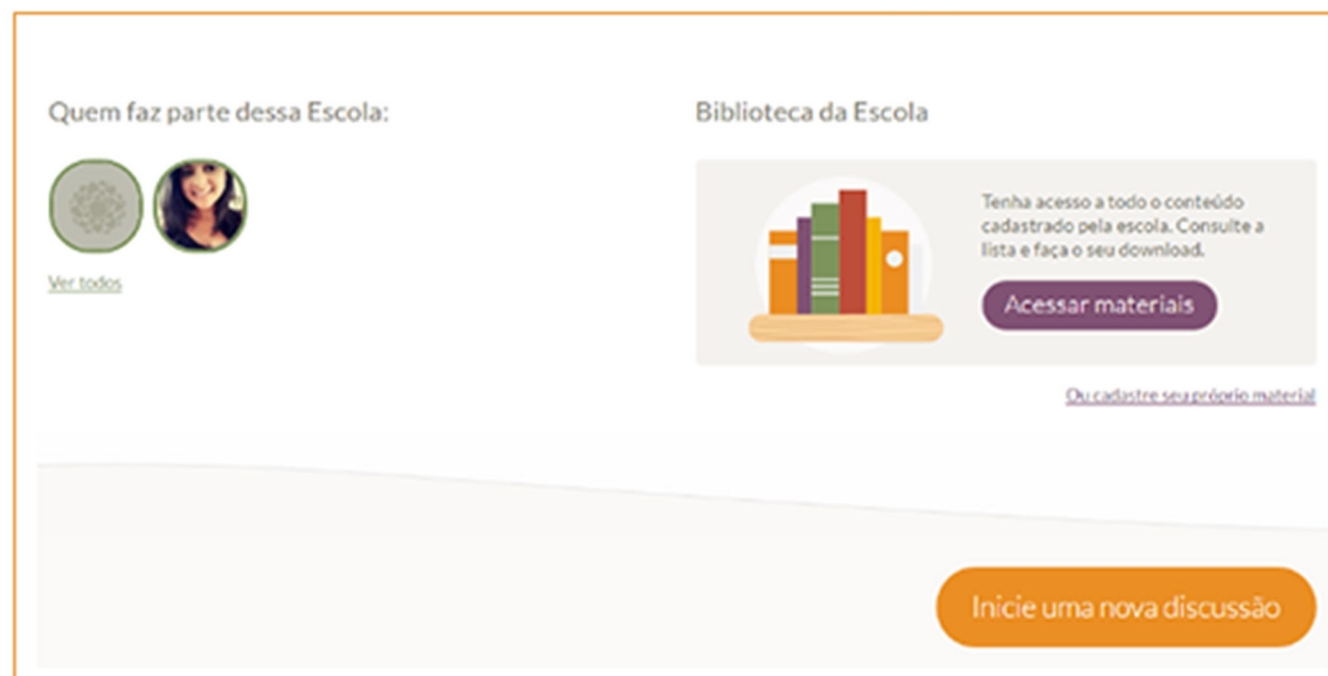 Quem faz parte dessa Escola:
Ver todos
Biblioteca da Escola
Tenha acesso a todo o conteúdo
cadastrado pela escola. Consulte a
lista e faça o seu download.
Acessar materiais
Ou cadastre seu próprio material
Inicie uma nova discussão